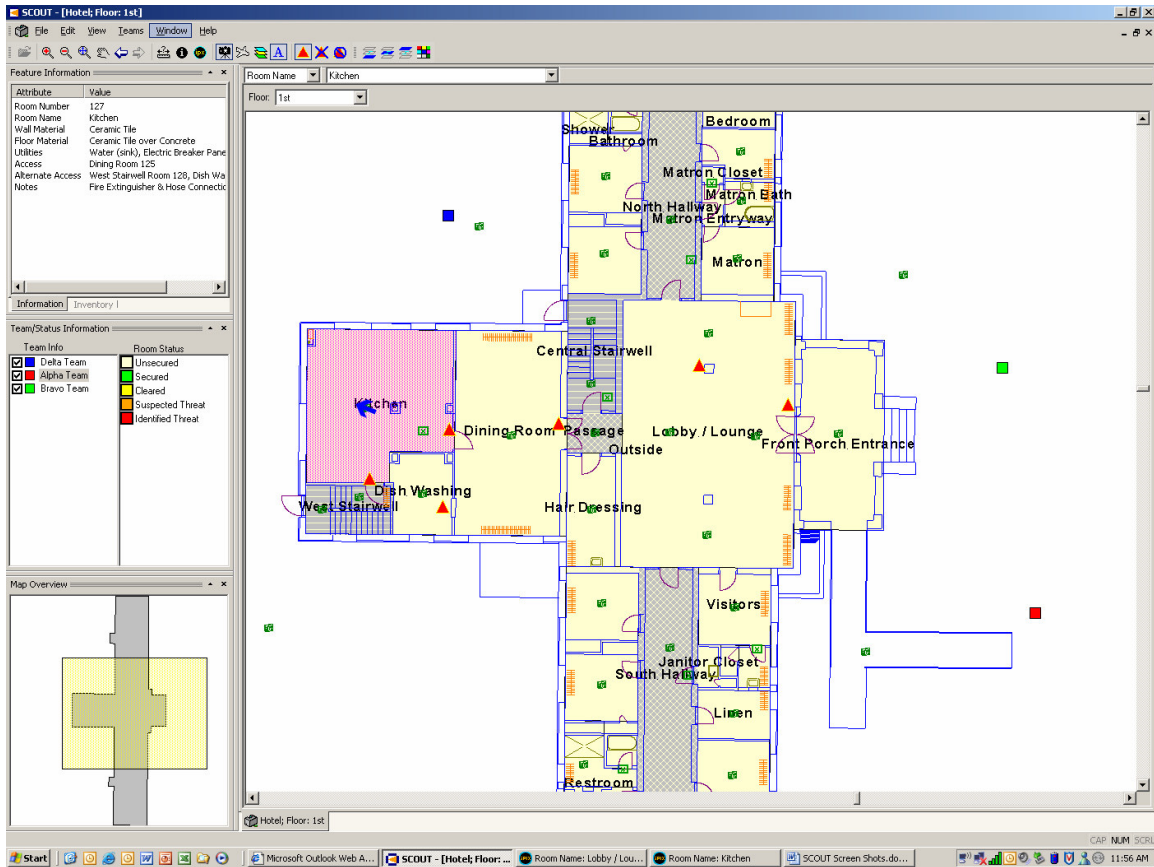 SCOUT - [Hotel; Floor: 1st]
File Edit View Teams Window Help
Feature Information
Attribute Value
Room Number 127
Room Name Kitchen
Wall Material Ceramic Tile
Floor Material Ceramic Tile over Concrete
Utilities Water (sink), Electric Breaker Pane
Access Dining Room 125
Alternate Access West Stairwell Room 128, Dish Wa
Notes Fire Extinguisher & Hose Connectic
Information Inventory
Team/Status Information
Team Info Room Status
Delta Team Unsecured
Alpha Team Secured
Bravo Team Cleared
Suspected Threat
Identified Threat
Map Overview
Room Name Kitchen
Floor: 1st
Shower Bedroom
Bathroom
Matron Closet
Matron Bath
North Hallway
Matron Entryway
Matron
Central Stairwell
Kitchen
Dining Room Passage Lobby / Lounge
Front Porch Entrance
Outside
Dish Washing
West Stairwell Hair Dressing
Visitors
Janitor Closet
South Hallway
Linen
Restroom
Hotel; Floor: 1st
CAP NUM SCRL
Start Microsoft Outlook Web A... SCOUT - [Hotel; Floor: ... Room Name: Lobby / Lou... Room Name: Kitchen SCOUT Screen Shots.do... 11:56 AM